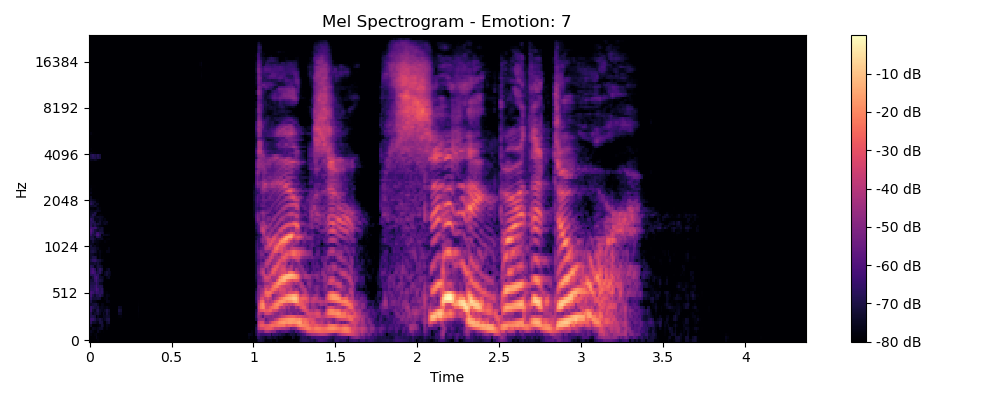 Mel Spectrogram - Emotion: 7
Hz
16384
8192
4096
2048
1024
512
0
0
0.5
1
1.5
2
2.5
3
3.5
4
Time
-10 dB
-20 dB
-30 dB
-40 dB
-50 dB
-60 dB
-70 dB
-80 dB